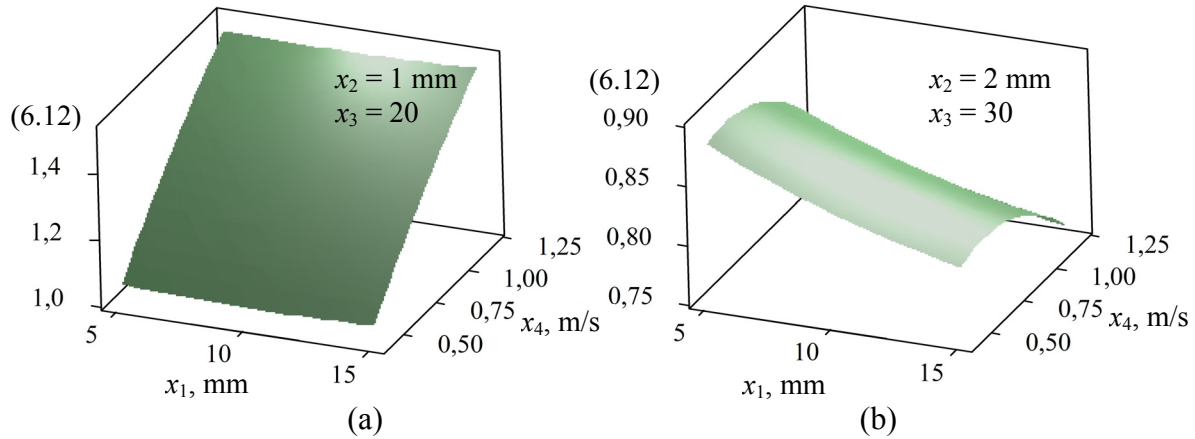 (6.12)
1,4
1,2
1,0
x₂ = 1 mm
x₃ = 20
5
10
15
x₁, mm
0,50
0,75
1,00
1,25
x₄, m/s
(a)
(6.12)
0,90
0,85
0,80
0,75
x₂ = 2 mm
x₃ = 30
5
10
15
x₁, mm
0,50
0,75
1,00
1,25
x₄, m/s
(b)